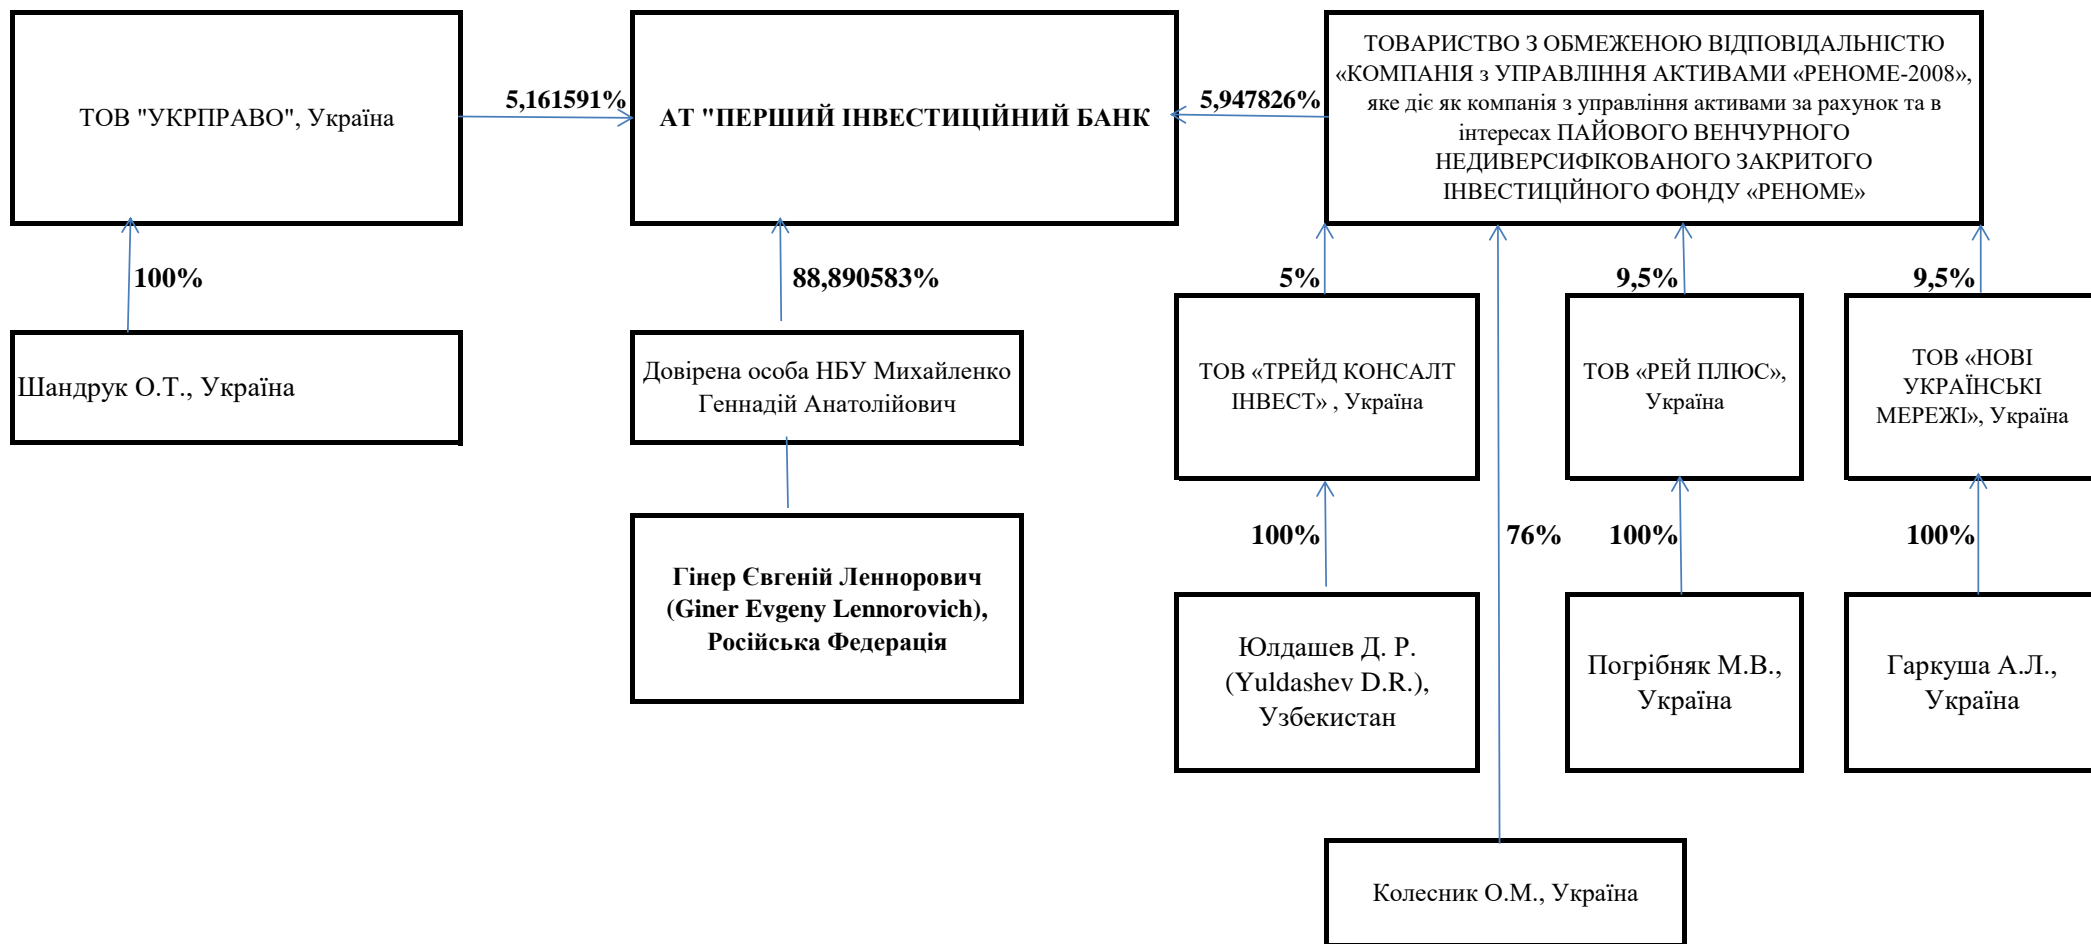 ТОВ "УКРПРАВО", Україна
5,161591%
АТ "ПЕРШИЙ ІНВЕСТИЦІЙНИЙ БАНК
5,947826%
ТОВАРИСТВО З ОБМЕЖЕНОЮ ВІДПОВІДАЛЬНІСТЮ
«КОМПАНІЯ з УПРАВЛІННЯ АКТИВАМИ «РЕНОМЕ-2008»,
яке діє як компанія з управління активами за рахунок та в
інтересах ПАЙОВОГО ВЕНЧУРНОГО
НЕДИВЕРСИФІКОВАНОГО ЗАКРИТОГО
ІНВЕСТИЦІЙНОГО ФОНДУ «РЕНОМЕ»
100%
88,890583%
5%
9,5%
9,5%
Шандрук О.Т., Україна
Довірена особа НБУ Михайленко
Геннадій Анатолійович
ТОВ «ТРЕЙД КОНСАЛТ
ІНВЕСТ» , Україна
ТОВ «РЕЙ ПЛЮС»,
Україна
ТОВ «НОВІ
УКРАЇНСЬКІ
МЕРЕЖІ», Україна
100%
76%
100%
100%
Гінер Євгеній Леннорович
(Giner Evgeny Lennorovich),
Російська Федерація
Юлдашев Д. Р.
(Yuldashev D.R.),
Узбекистан
Погрібняк М.В.,
Україна
Гаркуша А.Л.,
Україна
Колесник О.М., Україна